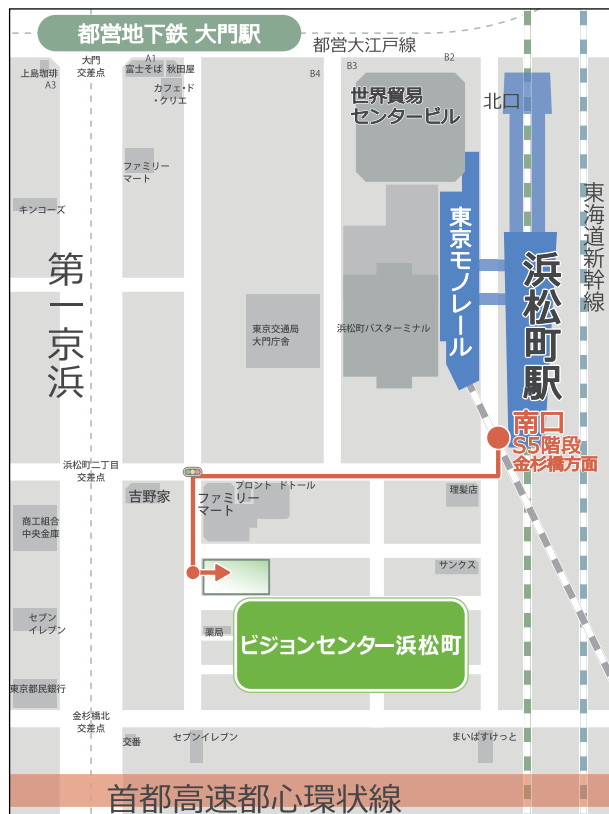 都営地下鉄 大門駅
都営大江戸線
大門
交差点
上島珈琲
A3
A1
富士そば 秋田屋
カフェ・ド
・クリエ
B4
B3
B2
世界貿易
センタービル
北口
ファミリー
マート
キンコーズ
東海道新幹線
東京モノレール
第一京浜
浜松町駅
東京交通局
大門庁舎
浜松町バスターミナル
南口
S5階段
金杉橋方面
浜松町二丁目
交差点
吉野家
ファミリー
マート
プロント ドトール
理髪店
商工組合
中央金庫
サンクス
セブン
イレブン
薬局
ビジョンセンター浜松町
東京都民銀行
金杉橋北
交差点
交番
セブンイレブン
まいばすけっと
首都高速都心環状線